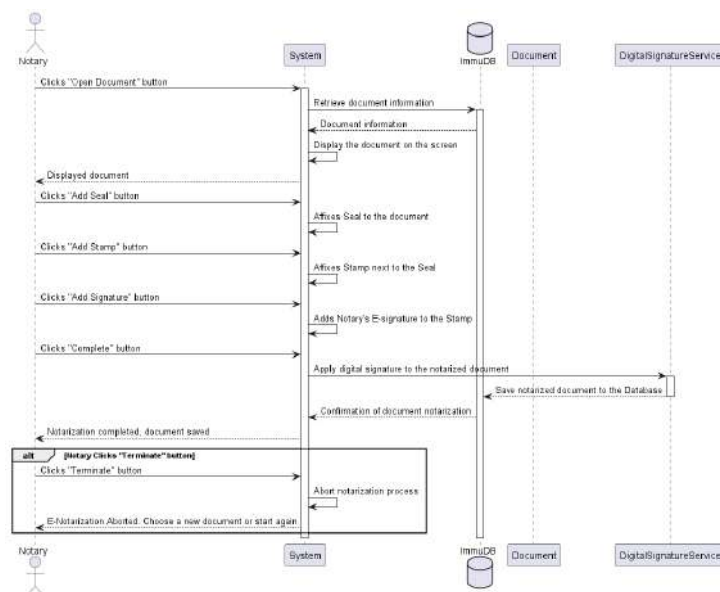 Notary
System
ImmuDB
Document
DigitalSignatureService
Clicks "Open Document" button
Retrieve document information
Document information
Display the document on the screen
Displayed document
Clicks "Add Seal" button
Affixes Seal to the document
Clicks "Add Stamp" button
Affixes Stamp next to the Seal
Clicks "Add Signature" button
Adds Notary's E-signature to the Stamp
Clicks "Complete" button
Apply digital signature to the notarized document
Save notarized document to the Database
Confirmation of document notarization
Notarization completed, document saved
alt [Notary Clicks "Terminate" button]
Clicks "Terminate" button
Abort notarization process
E-Notarization Aborted. Choose a new document or start again
Notary
System
ImmuDB
Document
DigitalSignatureService